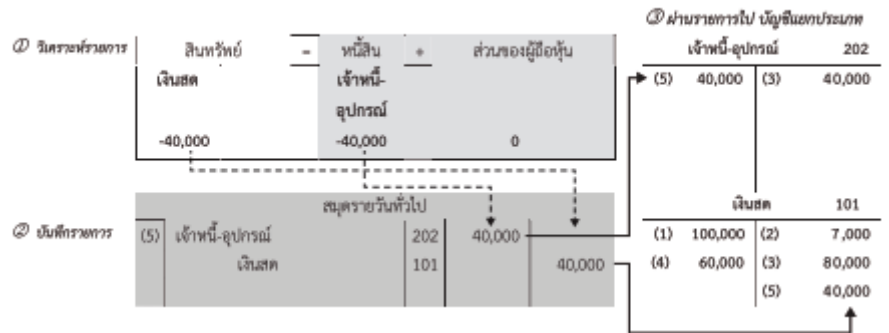 ③ ผ่านรายการไป บัญชีแยกประเภท
① วิเคราะห์รายการ
สินทรัพย์ = หนี้สิน + ส่วนของผู้ถือหุ้น
เงินสด เจ้าหนี้-
อุปกรณ์
-40,000 -40,000 0
เจ้าหนี้-อุปกรณ์ 202
(5) 40,000 (3) 40,000
สมุดรายวันทั่วไป
② บันทึกรายการ
(5) เจ้าหนี้-อุปกรณ์ 202 40,000
เงินสด 101 40,000
เงินสด 101
(1) 100,000 (2) 7,000
(4) 60,000 (3) 80,000
(5) 40,000